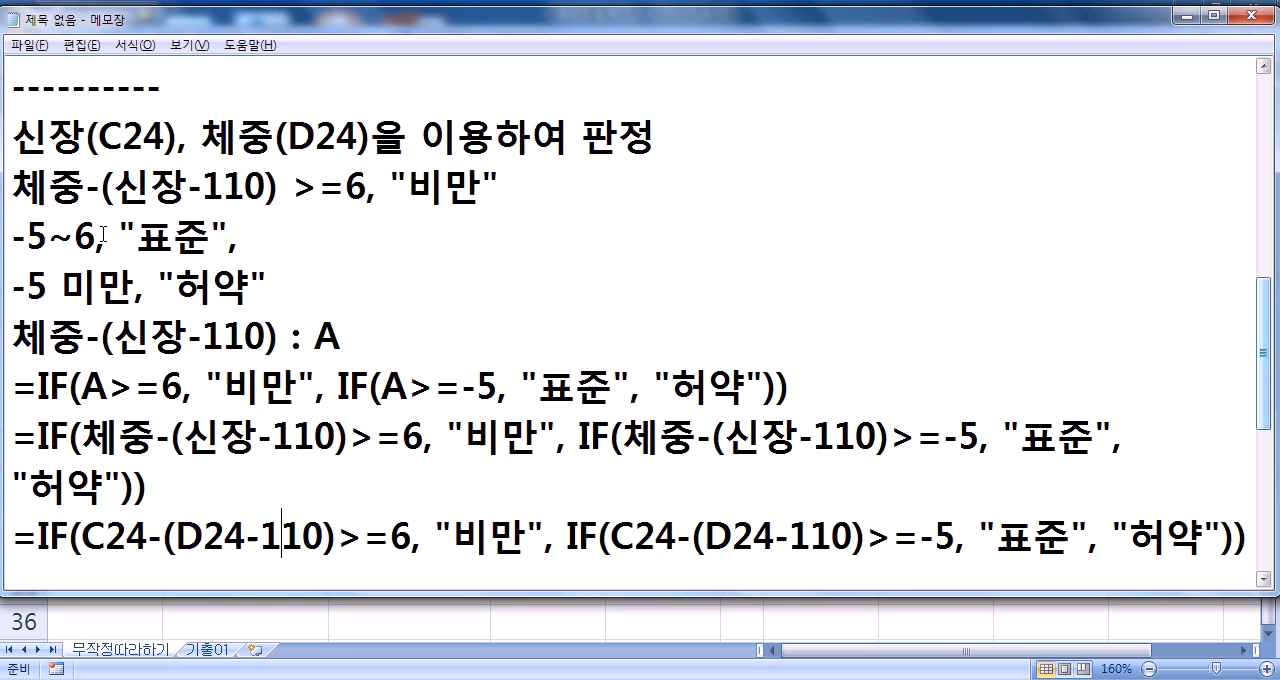 제목 없음 - 메모장
파일(F) 편집(E) 서식(O) 보기(V) 도움말(H)
----------
신장(C24), 체중(D24)을 이용하여 판정
체중-(신장-110) >=6, "비만"
-5~6, "표준",
-5 미만, "허약"
체중-(신장-110) : A
=IF(A>=6, "비만", IF(A>=-5, "표준", "허약"))
=IF(체중-(신장-110)>=6, "비만", IF(체중-(신장-110)>=-5, "표준",
"허약"))
=IF(C24-(D24-110)>=6, "비만", IF(C24-(D24-110)>=-5, "표준", "허약"))
36
무작정따라하기 기출01
준비 160%